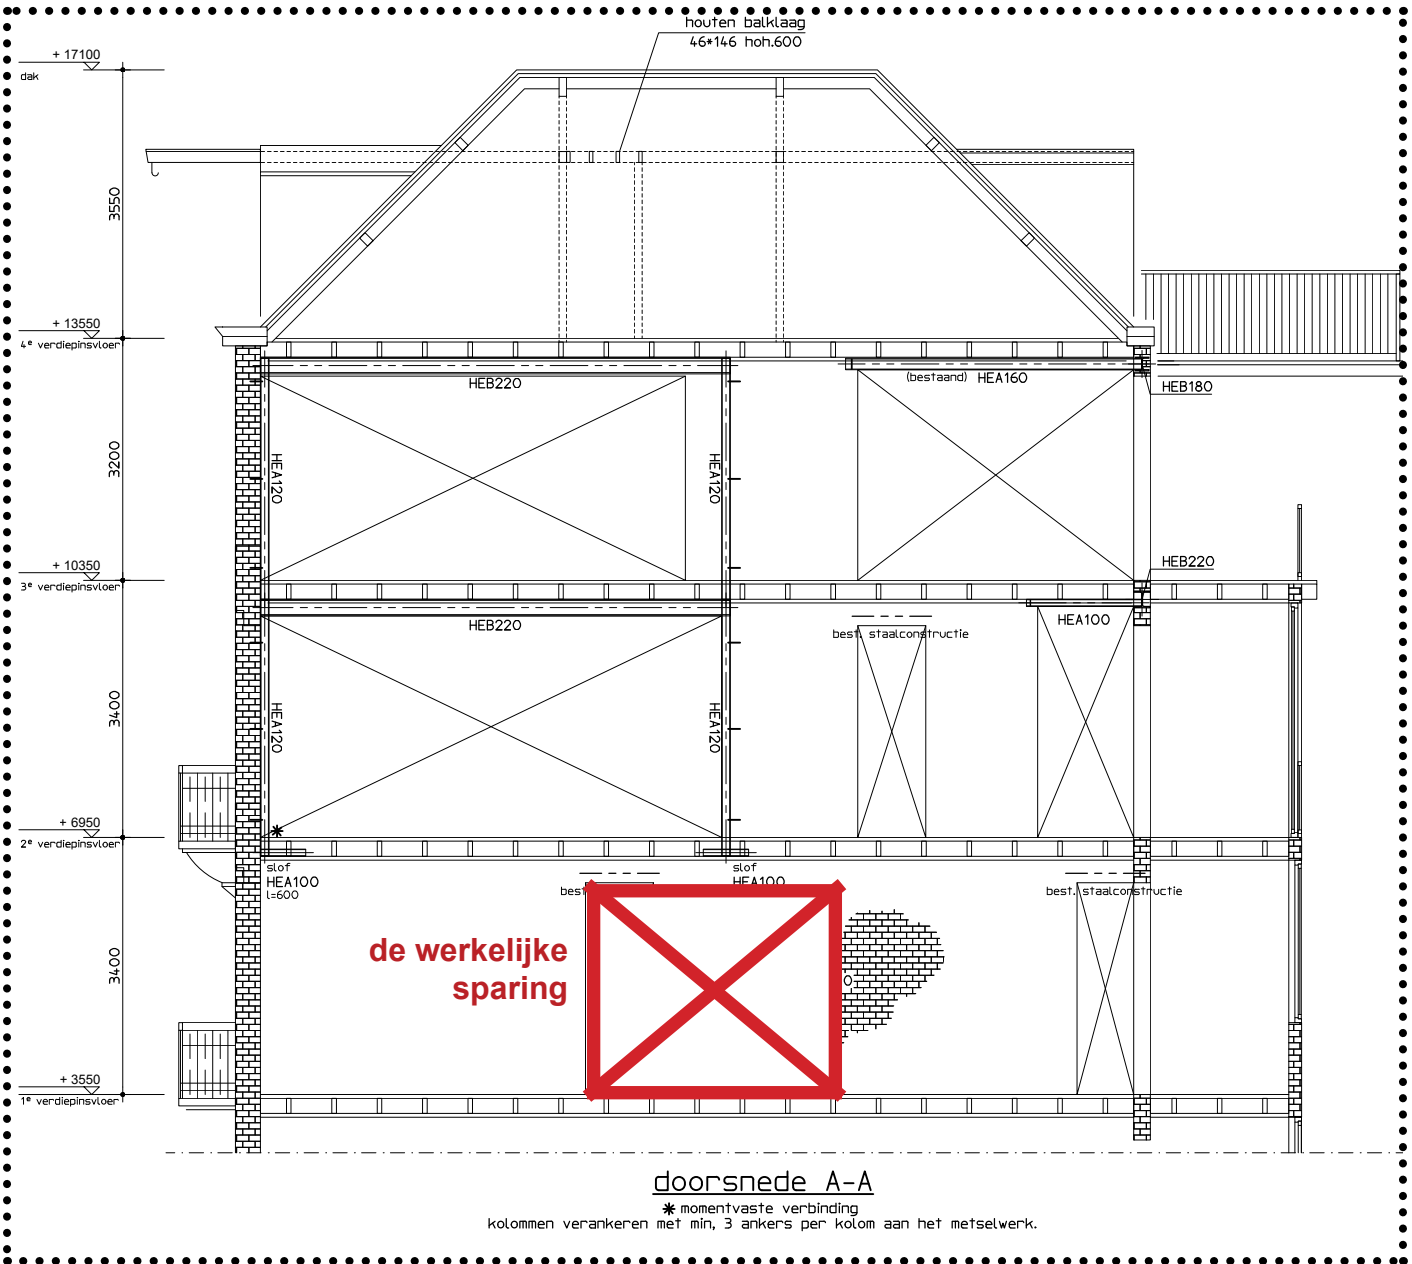 houten balklaag
46*146 hoh.600
+ 17100
dak
3550
+ 13550
4e verdiepinsvloer
HEB220
(bestaand) HEA160
HEB180
3200
HEA120
HEA120
+ 10350
3e verdiepinsvloer
HEB220
HEB220
HEA100
best. staalconstructie
3400
HEA120
HEA120
+ 6950
2e verdiepinsvloer
slof
HEA100
l=600
slof
HEA100
best.
best. staalconstructie
de werkelijke
sparing
3400
+ 3550
1e verdiepinsvloer
doorsnede A-A
* momentvaste verbinding
kolommen verankeren met min, 3 ankers per kolom aan het metselwerk.